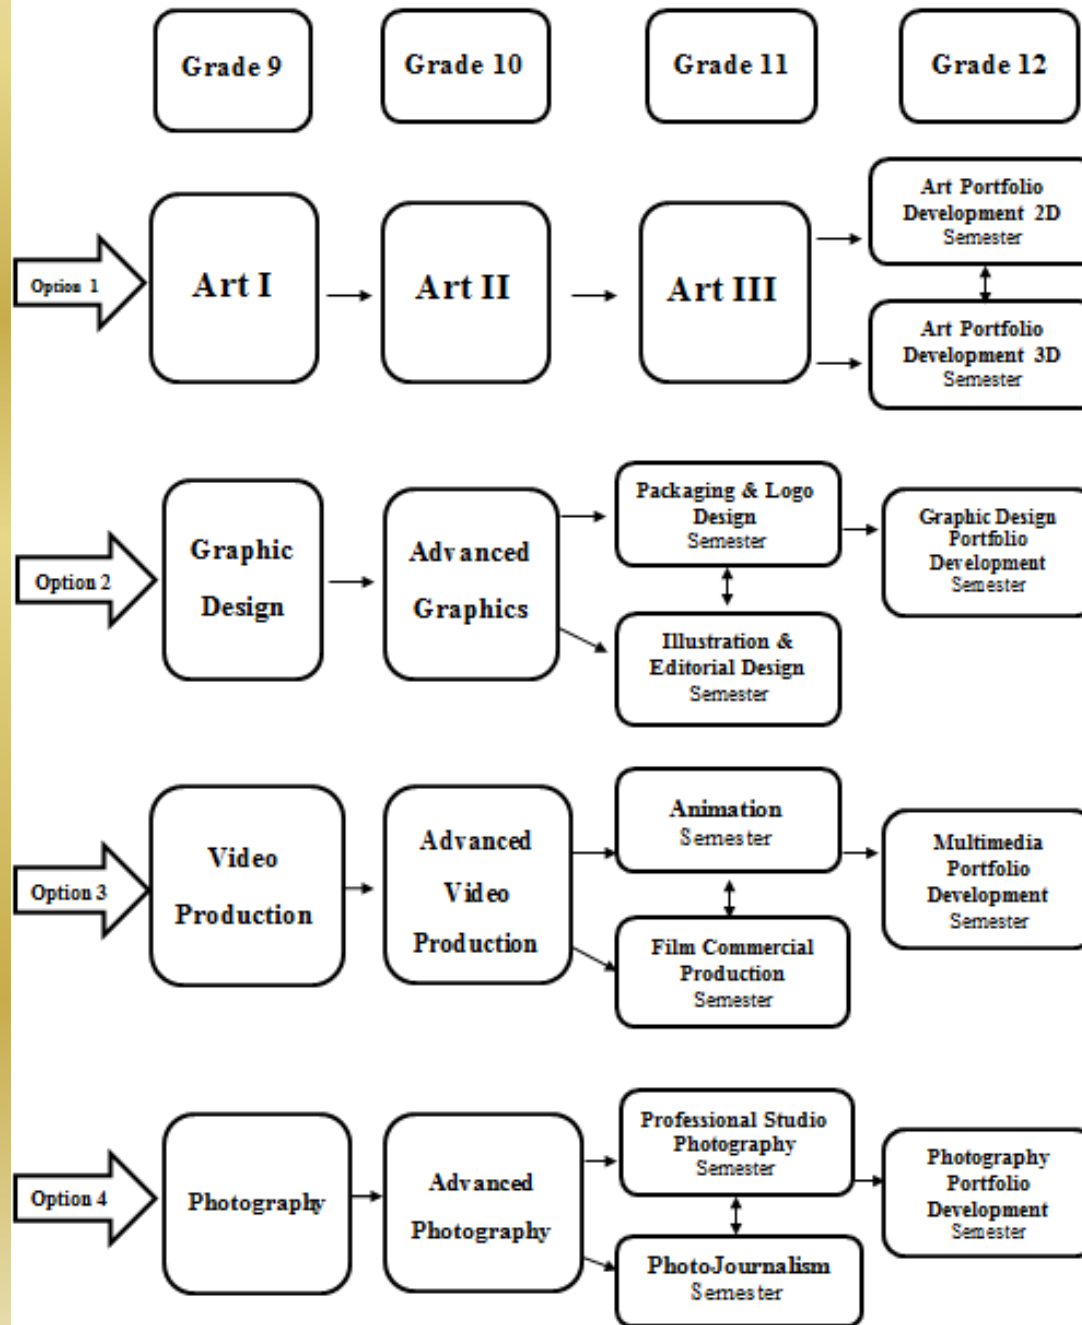 Grade 9
Grade 10
Grade 11
Grade 12
Option 1
Art I
Art II
Art III
Art Portfolio
Development 2D
Semester
Art Portfolio
Development 3D
Semester
Option 2
Graphic
Design
Advanced
Graphics
Packaging & Logo
Design
Semester
Illustration &
Editorial Design
Semester
Graphic Design
Portfolio
Development
Semester
Option 3
Video
Production
Advanced
Video
Production
Animation
Semester
Film Commercial
Production
Semester
Multimedia
Portfolio
Development
Semester
Option 4
Photography
Advanced
Photography
Professional Studio
Photography
Semester
PhotoJournalism
Semester
Photography
Portfolio
Development
Semester